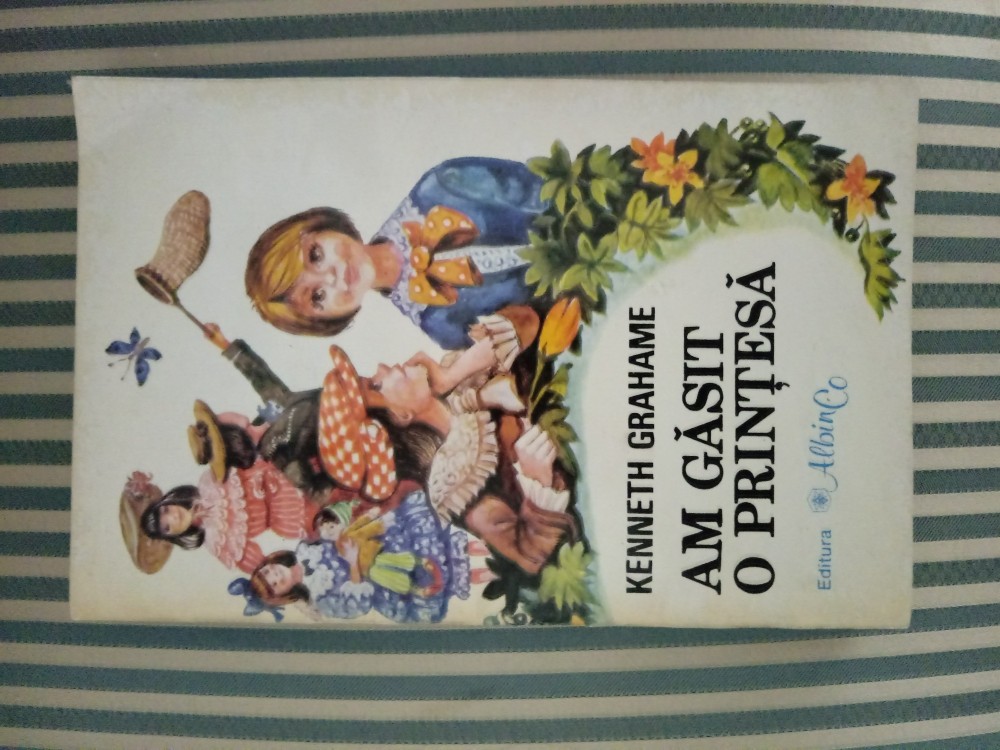 KENNETH GRAHAME
AM GĂSIT
O PRINȚESĂ
Editura AlbinCo